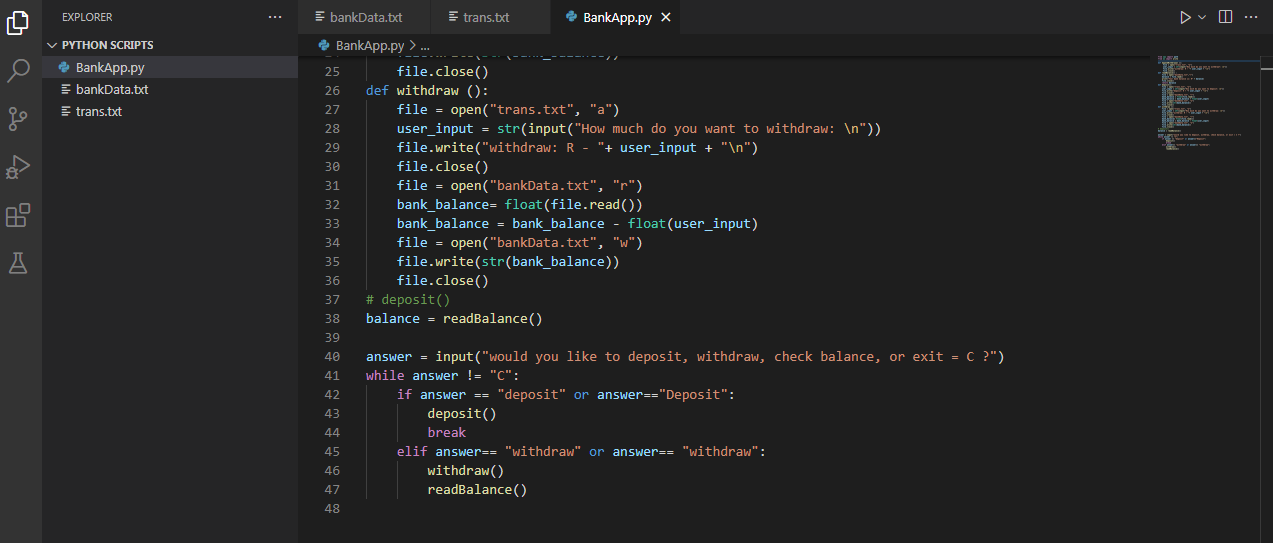 EXPLORER
PYTHON SCRIPTS
BankApp.py
bankData.txt
trans.txt
bankData.txt
trans.txt
BankApp.py
BankApp.py > ...
25 file.close()
26 def withdraw ():
27 file = open("trans.txt", "a")
28 user_input = str(input("How much do you want to withdraw: \n"))
29 file.write("withdraw: R - "+ user_input + "\n")
30 file.close()
31 file = open("bankData.txt", "r")
32 bank_balance= float(file.read())
33 bank_balance = bank_balance - float(user_input)
34 file = open("bankData.txt", "w")
35 file.write(str(bank_balance))
36 file.close()
37 # deposit()
38 balance = readBalance()
39
40 answer = input("would you like to deposit, withdraw, check balance, or exit = C ?")
41 while answer != "C":
42 if answer == "deposit" or answer=="Deposit":
43 deposit()
44 break
45 elif answer== "withdraw" or answer== "withdraw":
46 withdraw()
47 readBalance()
48